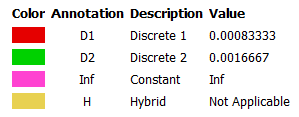 Color Annotation Description Value
D1 Discrete 1 0.00083333
D2 Discrete 2 0.0016667
Inf Constant Inf
H Hybrid Not Applicable